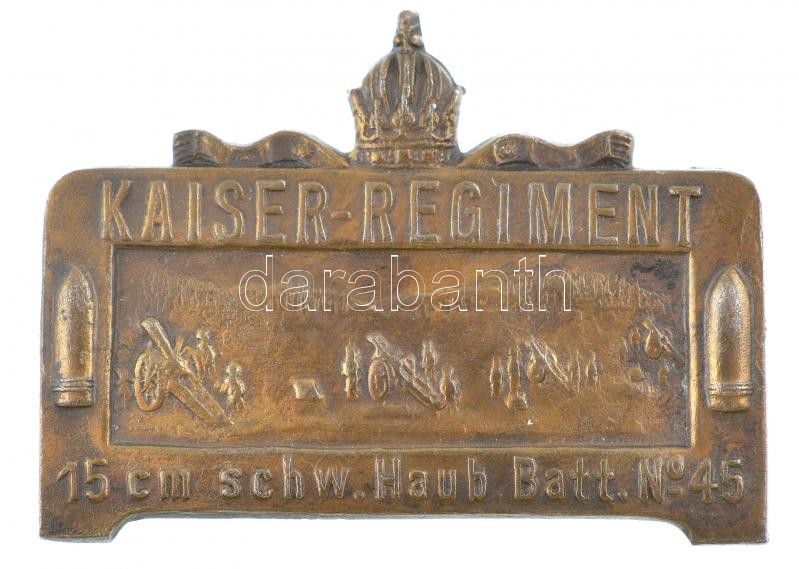 KAISER-REGIMENT
darabanth
15 cm schw. Haub Batt. Nº 45